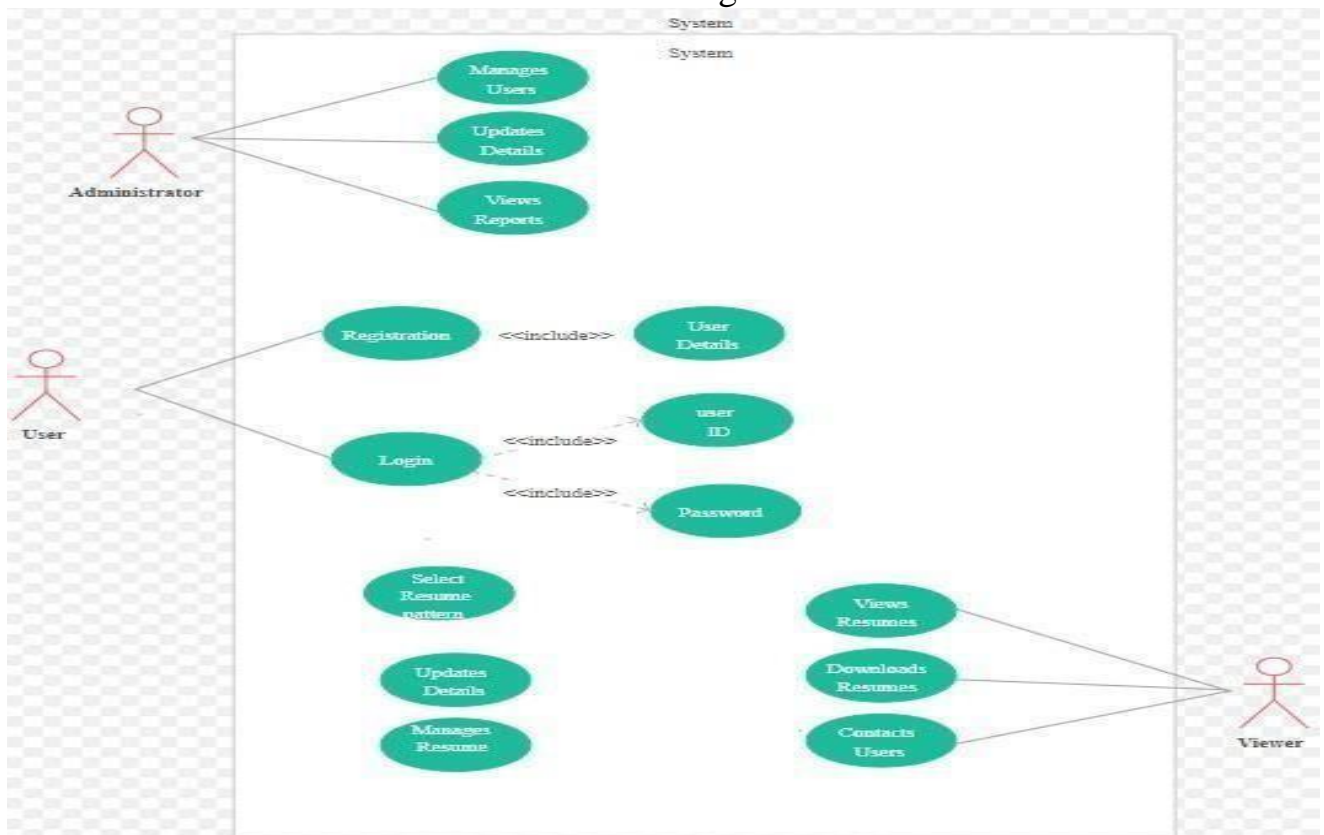 System
System
Manages
Users
Updates
Details
Views
Reports
Administrator
Registration
<<include>>
User
Details
User
Login
<<include>>
user
ID
<<include>>
Password
Select
Resume
pattern
Updates
Details
Manages
Resume
Views
Resumes
Downloads
Resumes
Contacts
Users
Viewer